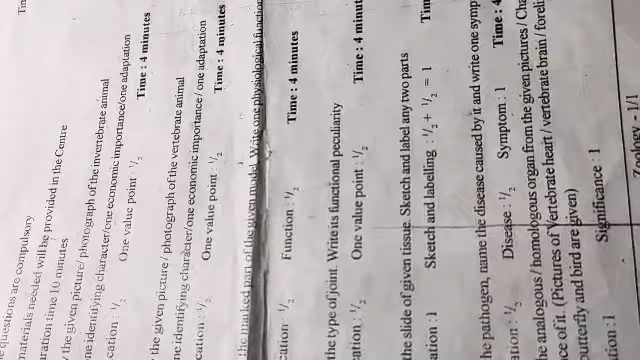 questions are compulsory
materials needed will be provided in the Centre
time 10 minutes
the given picture / photograph of the invertebrate animal
one identifying character/one economic importance/one adaptation
Time : 4 minutes
cation : 1/2 One value point : 1/2
the given picture / photograph of the vertebrate animal
one identifying character/one economic importance / one adaptation
Time : 4 minutes
cation : 1/2 One value point : 1/2
the marked part of the given model. Write one physiological function
Time : 4 minutes
cation : 1/2 Function : 1/2
the type of joint. Write its functional peculiarity
Time : 4 minut
cation : 1/2 One value point : 1/2
the slide of given tissue. Sketch and label any two parts
Tim
cation : 1 Sketch and labelling : 1/2 + 1/2 = 1
he pathogen, name the disease caused by it and write one symp
Time : 4
tion : 1/2 Disease : 1/2 Symptom : 1
e analogous / homologous organ from the given pictures / Cha
ce of it. (Pictures of Vertebrate heart / vertebrate brain / foreli
butterfly and bird are given)
tion : 1 Significance : 1
Zoology - 1/1